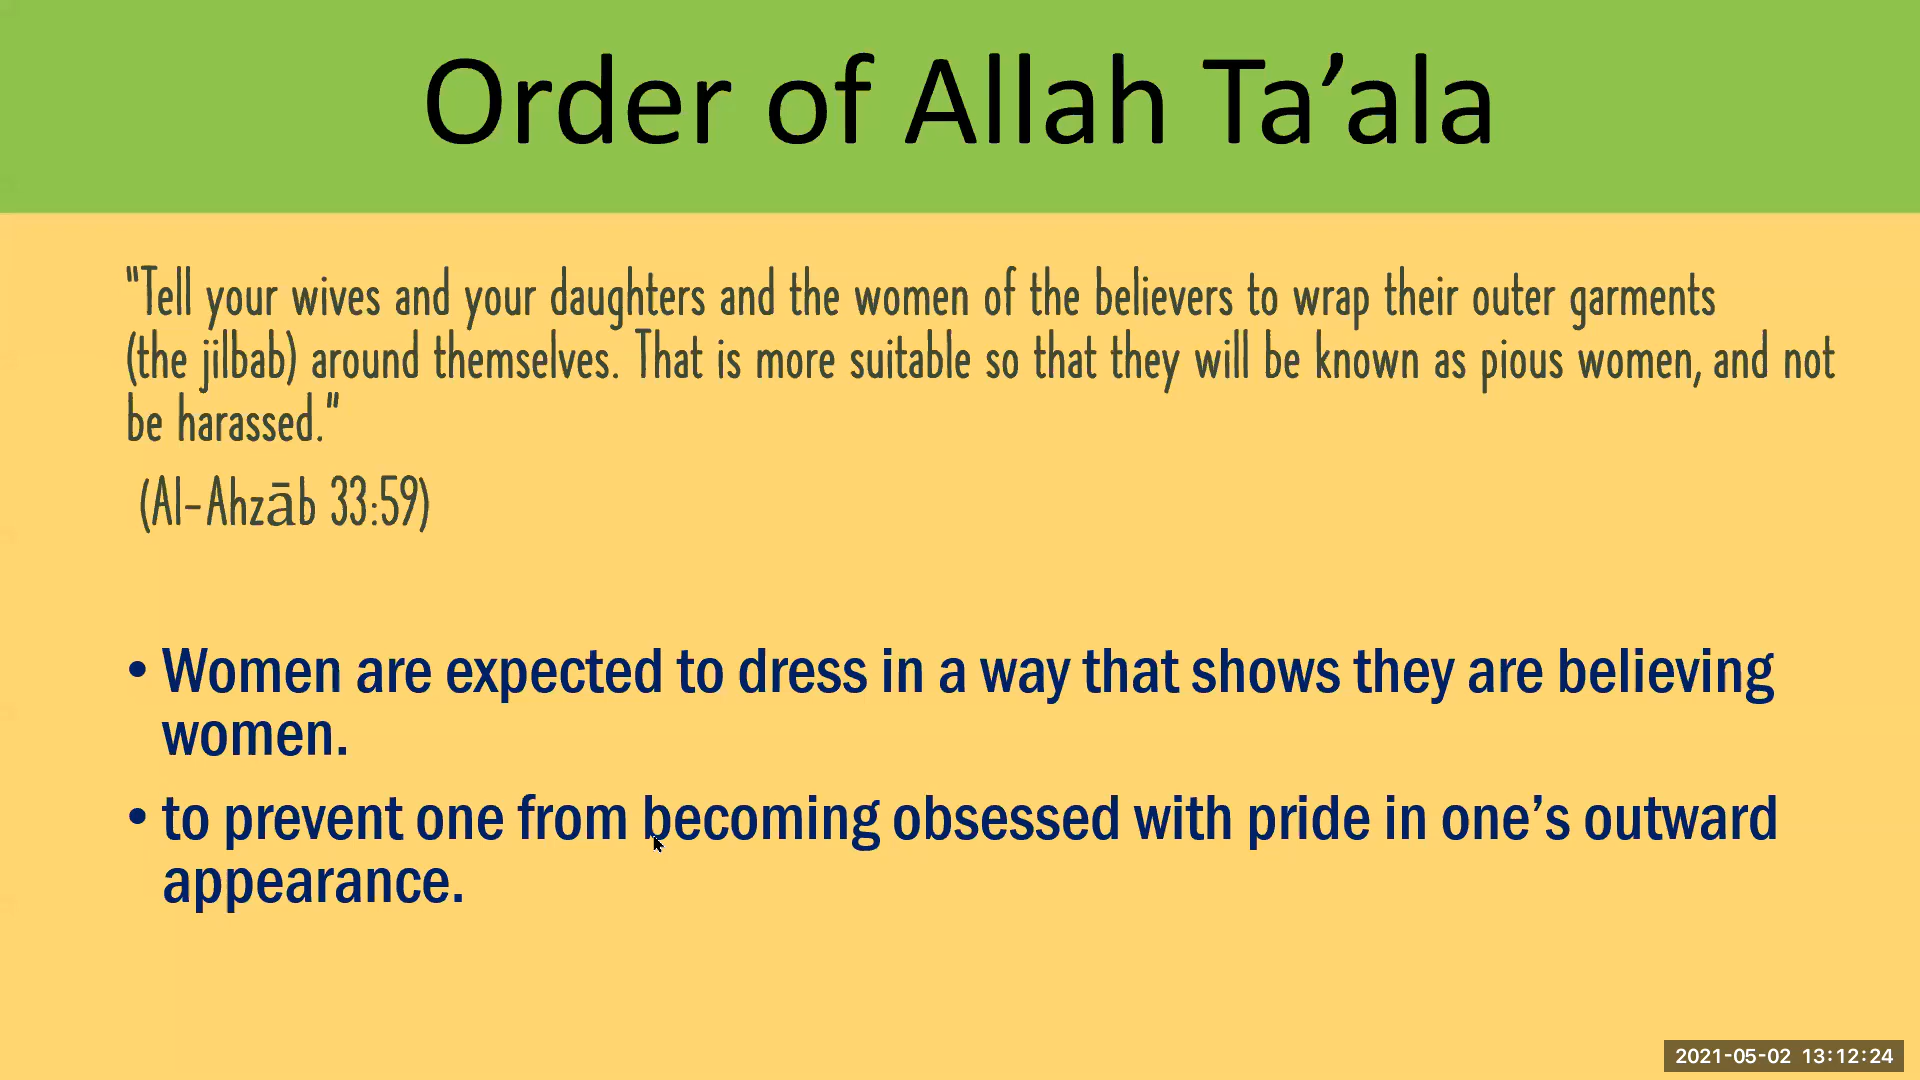 Order of Allah Ta’ala
"Tell your wives and your daughters and the women of the believers to wrap their outer garments
(the jilbab) around themselves. That is more suitable so that they will be known as pious women, and not
be harassed."
(Al-Ahzāb 33:59)
• Women are expected to dress in a way that shows they are believing
women.
• to prevent one from becoming obsessed with pride in one’s outward
appearance.
2021-05-02 13:12:24